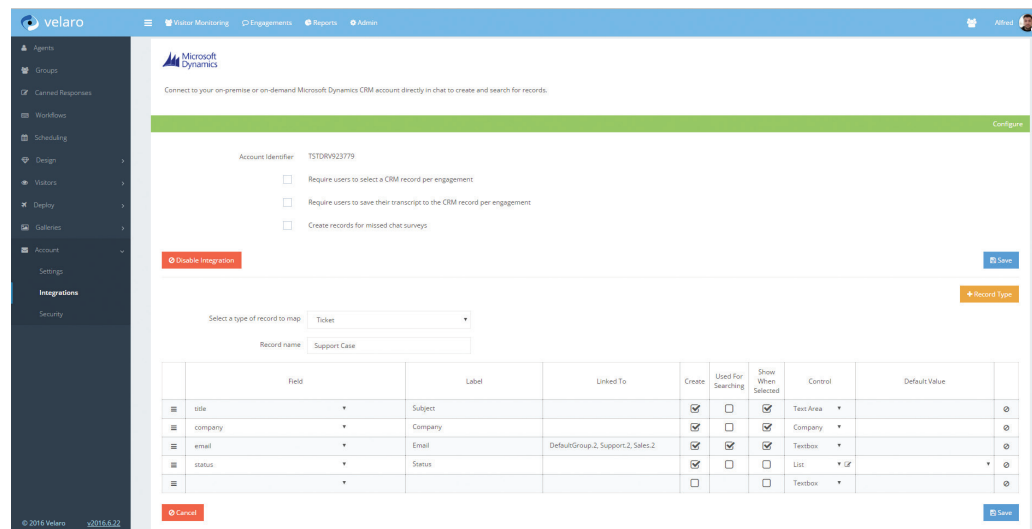 velaro
Visitor Monitoring Engagements Reports Admin
Alfred
Agents
Groups
Canned Responses
Workflows
Scheduling
Design
Visitors
Deploy
Galleries
Account
Settings
Integrations
Security
© 2016 Velaro v2016.6.22
Microsoft
Dynamics
Connect to your on-premise or on-demand Microsoft Dynamics CRM account directly in chat to create and search for records.
Configure
Account Identifier TSTDRV923779
Require users to select a CRM record per engagement
Require users to save their transcript to the CRM record per engagement
Create records for missed chat surveys
Disable Integration Save
+ Record Type
Select a type of record to map Ticket
Record name Support Case
Field Label Linked To Create Used For Searching Show When Selected Control Default Value
title Subject Text Area
company Company Company
email Email DefaultGroup.2, Support.2, Sales.2 Textbox
status Status List
Textbox
Cancel Save